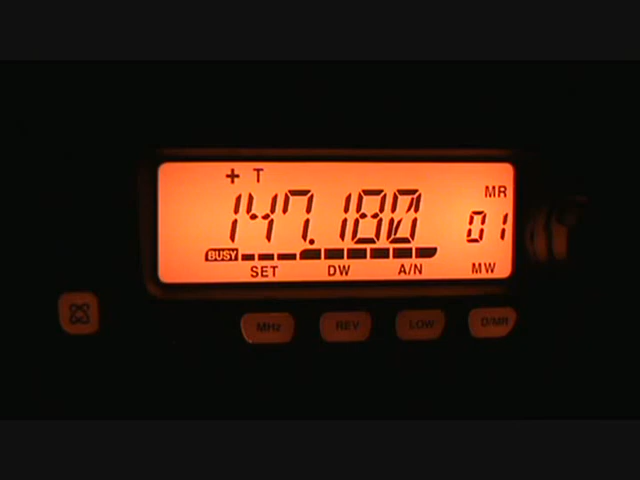 + T
147.180
MR
01
BUSY
SET DW A/N MW
MHz REV LOW D/MR